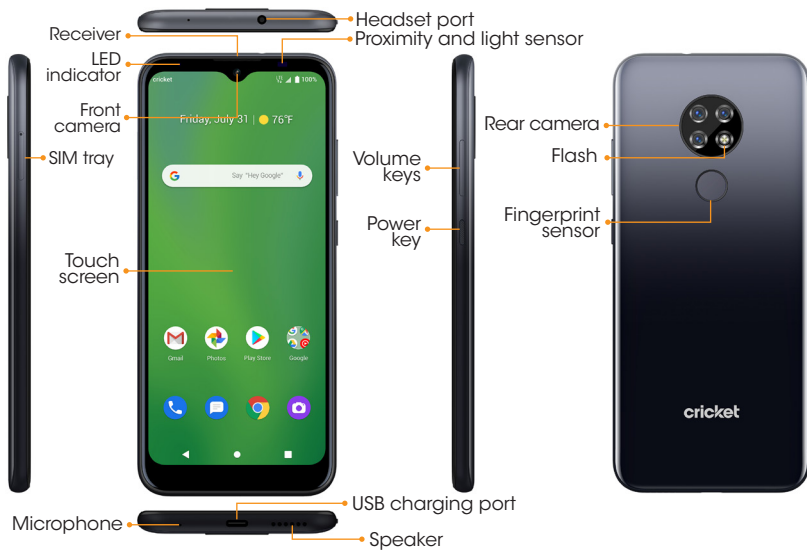 Headset port
Receiver
Proximity and light sensor
LED
indicator
cricket
100%
Front
camera
Friday, July 31 | 76°F
SIM tray
Say "Hey Google"
Volume
keys
Power
key
Touch
screen
Gmail
Photos
Play Store
Google
Rear camera
Flash
Fingerprint
sensor
cricket
USB charging port
Microphone
Speaker